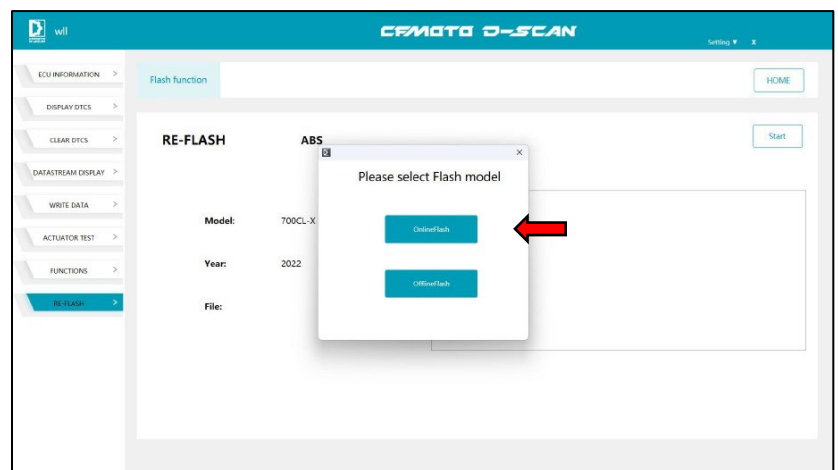 wll
CFMOTO D-SCAN
Setting ▼ X
ECU INFORMATION >
Flash function
HOME
DISPLAY DTCS >
CLEAR DTCS >
RE-FLASH ABS
Start
DATASTREAM DISPLAY >
Please select Flash model
WRITE DATA >
Model: 700CL-X
OnlineFlash
ACTUATOR TEST >
Year: 2022
FUNCTIONS >
OfflineFlash
RE-FLASH >
File: